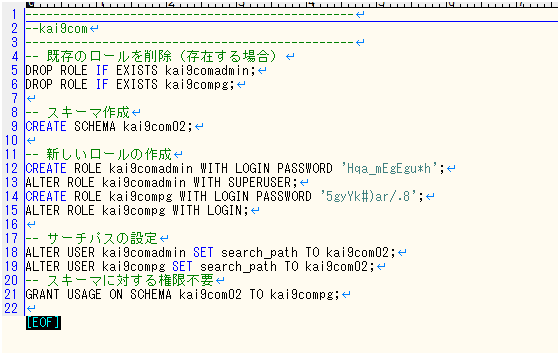 1 --------------------------------------------------
2 --kai9com
3 --------------------------------------------------
4 -- 既存のロールを削除（存在する場合）
5 DROP ROLE IF EXISTS kai9comadmin;
6 DROP ROLE IF EXISTS kai9compg;
7
8 -- スキーマ作成
9 CREATE SCHEMA kai9com02;
10
11 -- 新しいロールの作成
12 CREATE ROLE kai9comadmin WITH LOGIN PASSWORD 'Hqa_mEgEgu*h';
13 ALTER ROLE kai9comadmin WITH SUPERUSER;
14 CREATE ROLE kai9compg WITH LOGIN PASSWORD '5gyYk#)ar/.8';
15 ALTER ROLE kai9compg WITH LOGIN;
16
17 -- サーチパスの設定
18 ALTER USER kai9comadmin SET search_path TO kai9com02;
19 ALTER USER kai9compg SET search_path TO kai9com02;
20 -- スキーマに対する権限不要
21 GRANT USAGE ON SCHEMA kai9com02 TO kai9compg;
22
[EOF]